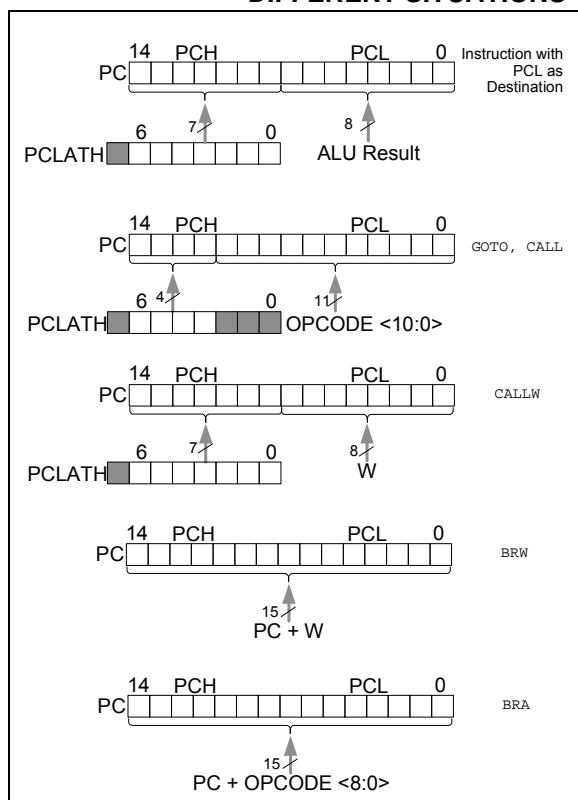 DIFFERENT SITUATIONS
14 PCH PCL 0 Instruction with
PC PCL as
Destination
6 7 0 8
PCLATH ALU Result
14 PCH PCL 0
PC GOTO, CALL
6 4 0 11
PCLATH OPCODE <10:0>
14 PCH PCL 0
PC CALLW
6 7 0 8
PCLATH W
14 PCH PCL 0
PC BRW
15
PC + W
14 PCH PCL 0
PC BRA
15
PC + OPCODE <8:0>